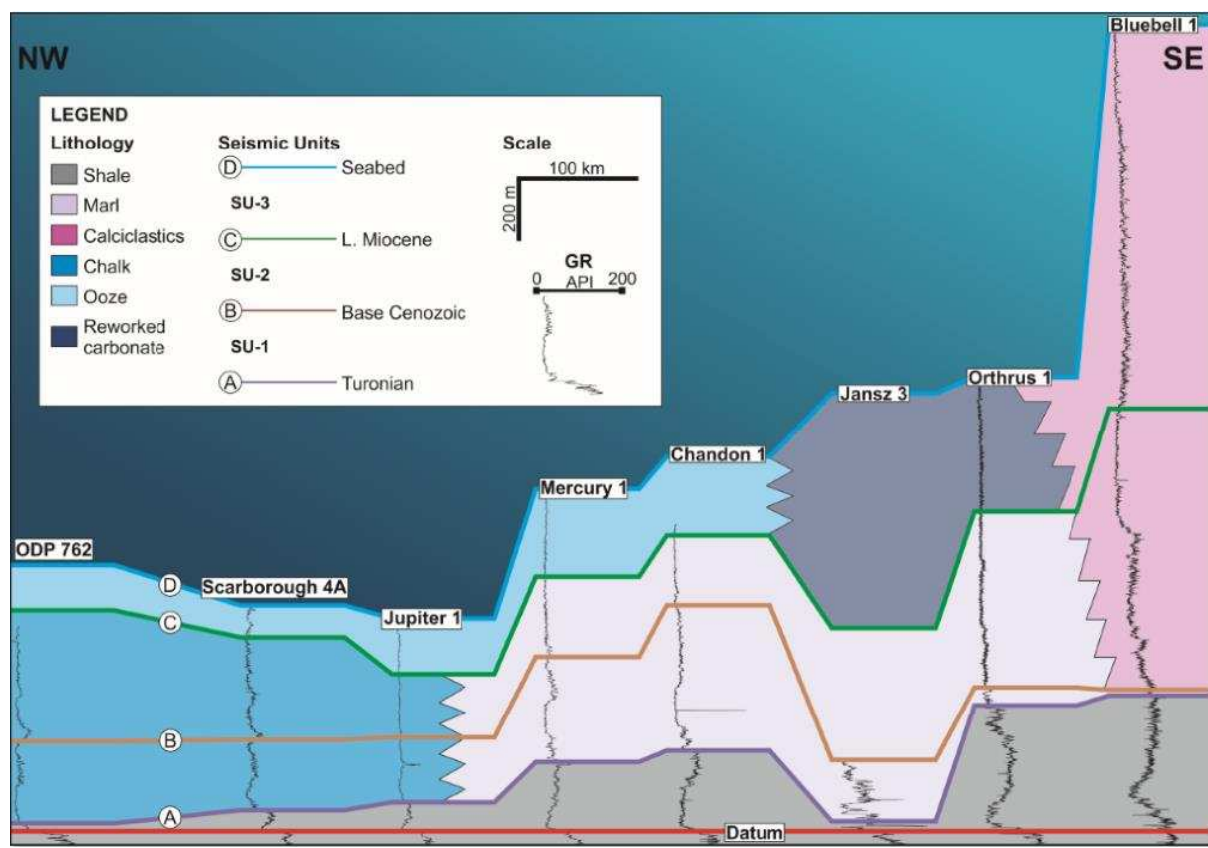 Bluebell 1
NW
SE
LEGEND
Lithology
Shale
Marl
Calciclastics
Chalk
Ooze
Reworked
carbonate
Seismic Units
D Seabed
SU-3
C L. Miocene
SU-2
B Base Cenozoic
SU-1
A Turonian
Scale
100 km
200 m
GR
0 API 200
Orthrus 1
Jansz 3
Chandon 1
Mercury 1
ODP 762
Scarborough 4A
Jupiter 1
D
C
B
A
Datum